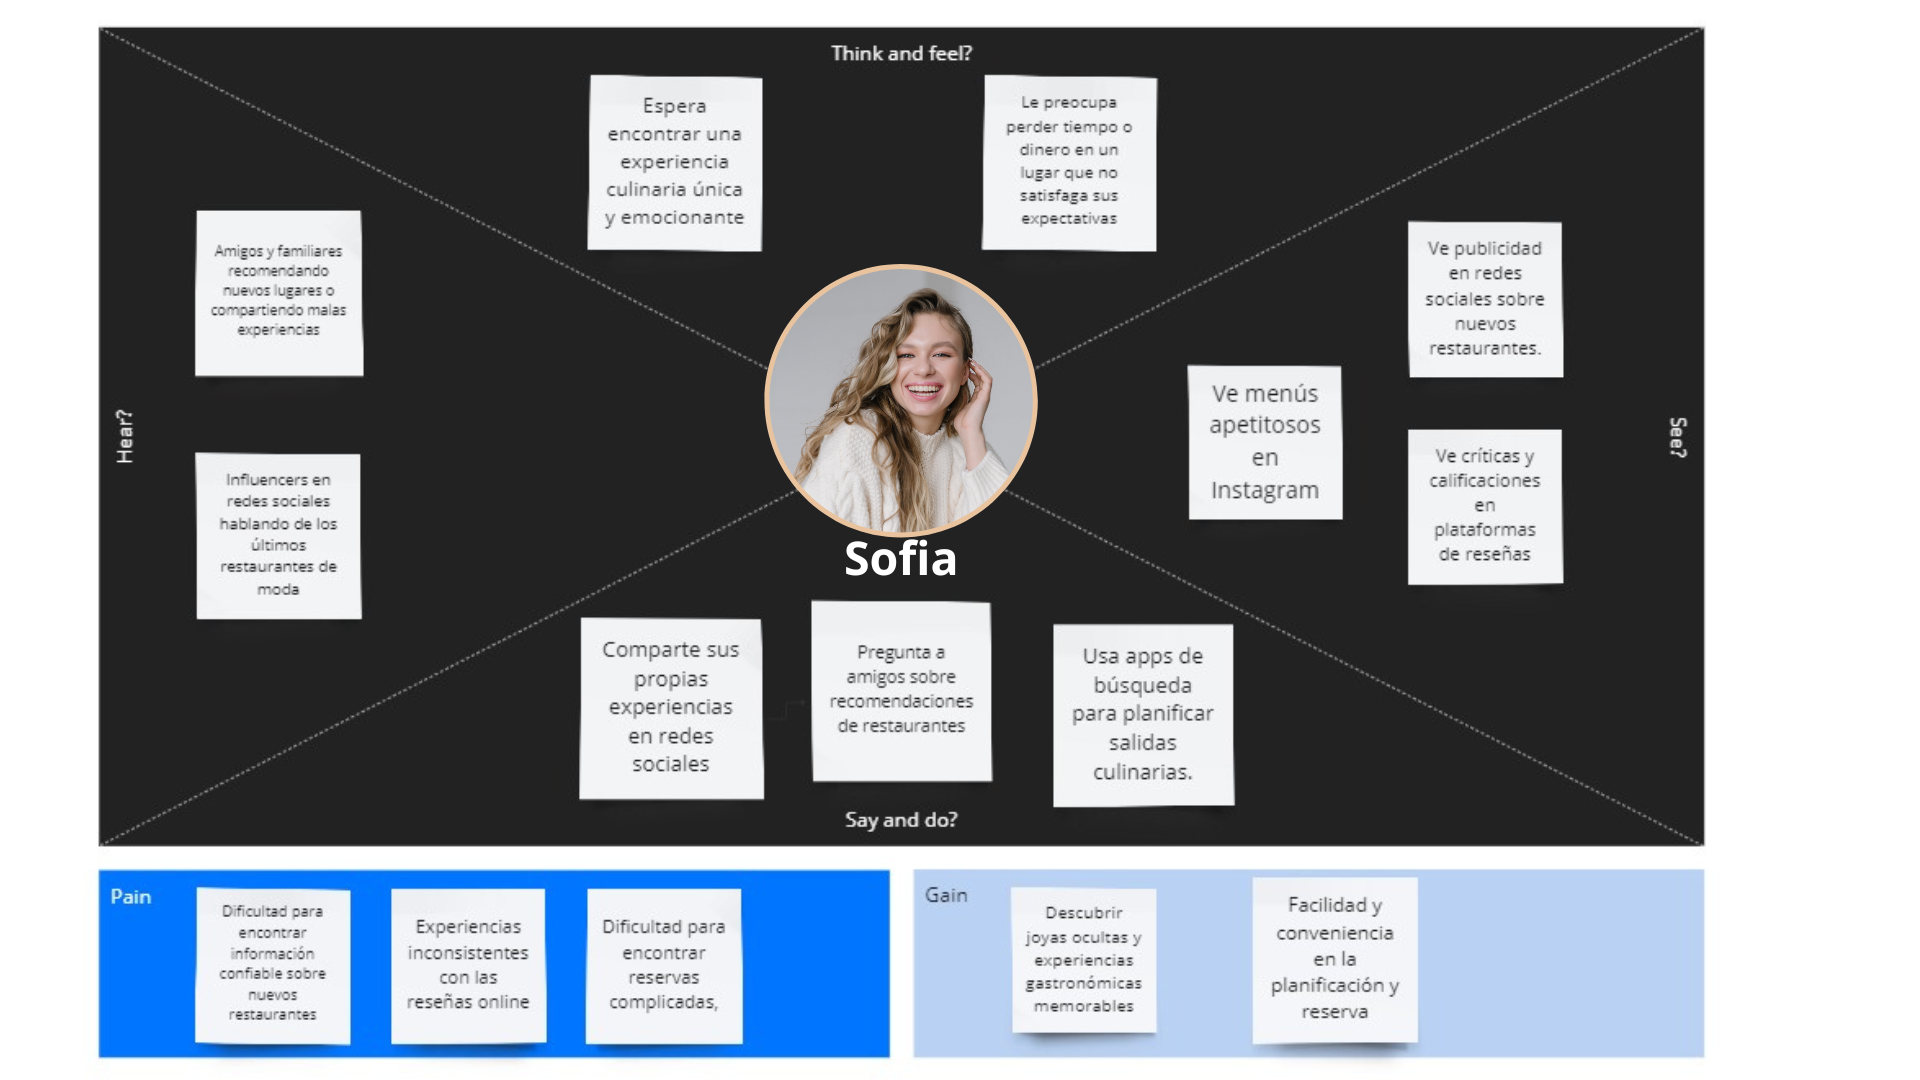 Think and feel?
Espera
encontrar una
experiencia
culinaria única
y emocionante
Le preocupa
perder tiempo o
dinero en un
lugar que no
satisfaga sus
expectativas
Hear?
Amigos y familiares
recomendando
nuevos lugares o
compartiendo malas
experiencias
Influencers en
redes sociales
hablando de los
últimos
restaurantes de
moda
Sofia
See?
Ve publicidad
en redes
sociales sobre
nuevos
restaurantes.
Ve menús
apetitosos
en
Instagram
Ve críticas y
calificaciones
en
plataformas
de reseñas
Comparte sus
propias
experiencias
en redes
sociales
Pregunta a
amigos sobre
recomendaciones
de restaurantes
Usa apps de
búsqueda
para planificar
salidas
culinarias.
Say and do?
Pain
Dificultad para
encontrar
información
confiable sobre
nuevos
restaurantes
Experiencias
inconsistentes
con las
reseñas online
Dificultad para
encontrar
reservas
complicadas,
Gain
Descubrir
joyas ocultas y
experiencias
gastronómicas
memorables
Facilidad y
conveniencia
en la
planificación y
reserva